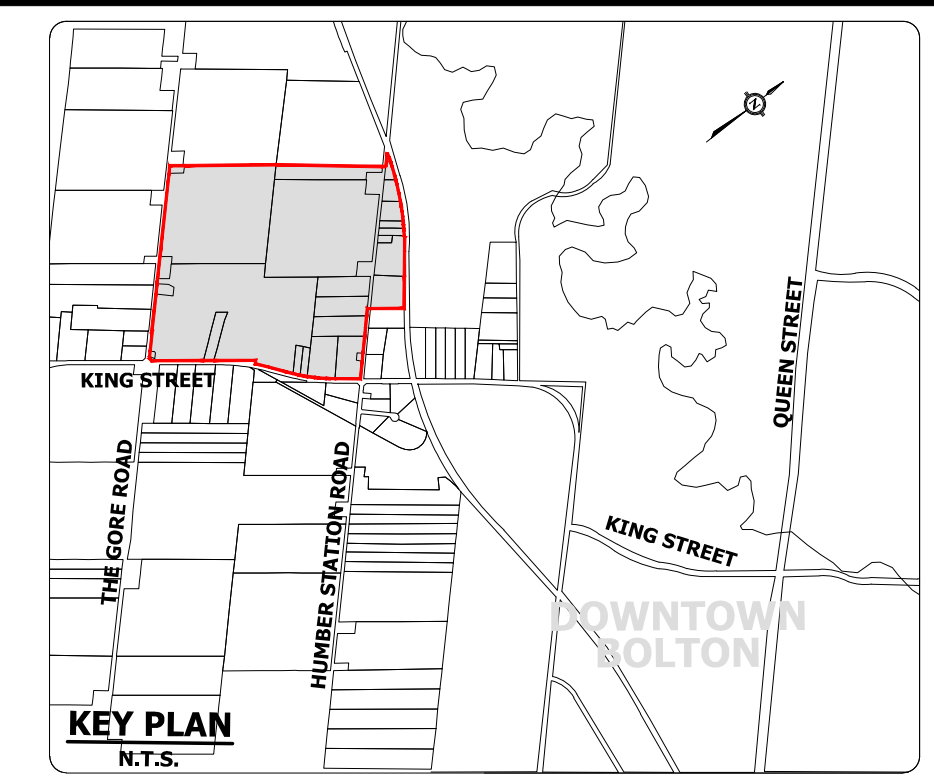 N
QUEEN STREET
KING STREET
THE GORE ROAD
HUMBER STATION ROAD
KING STREET
DOWNTOWN
BOLTON
KEY PLAN
N.T.S.